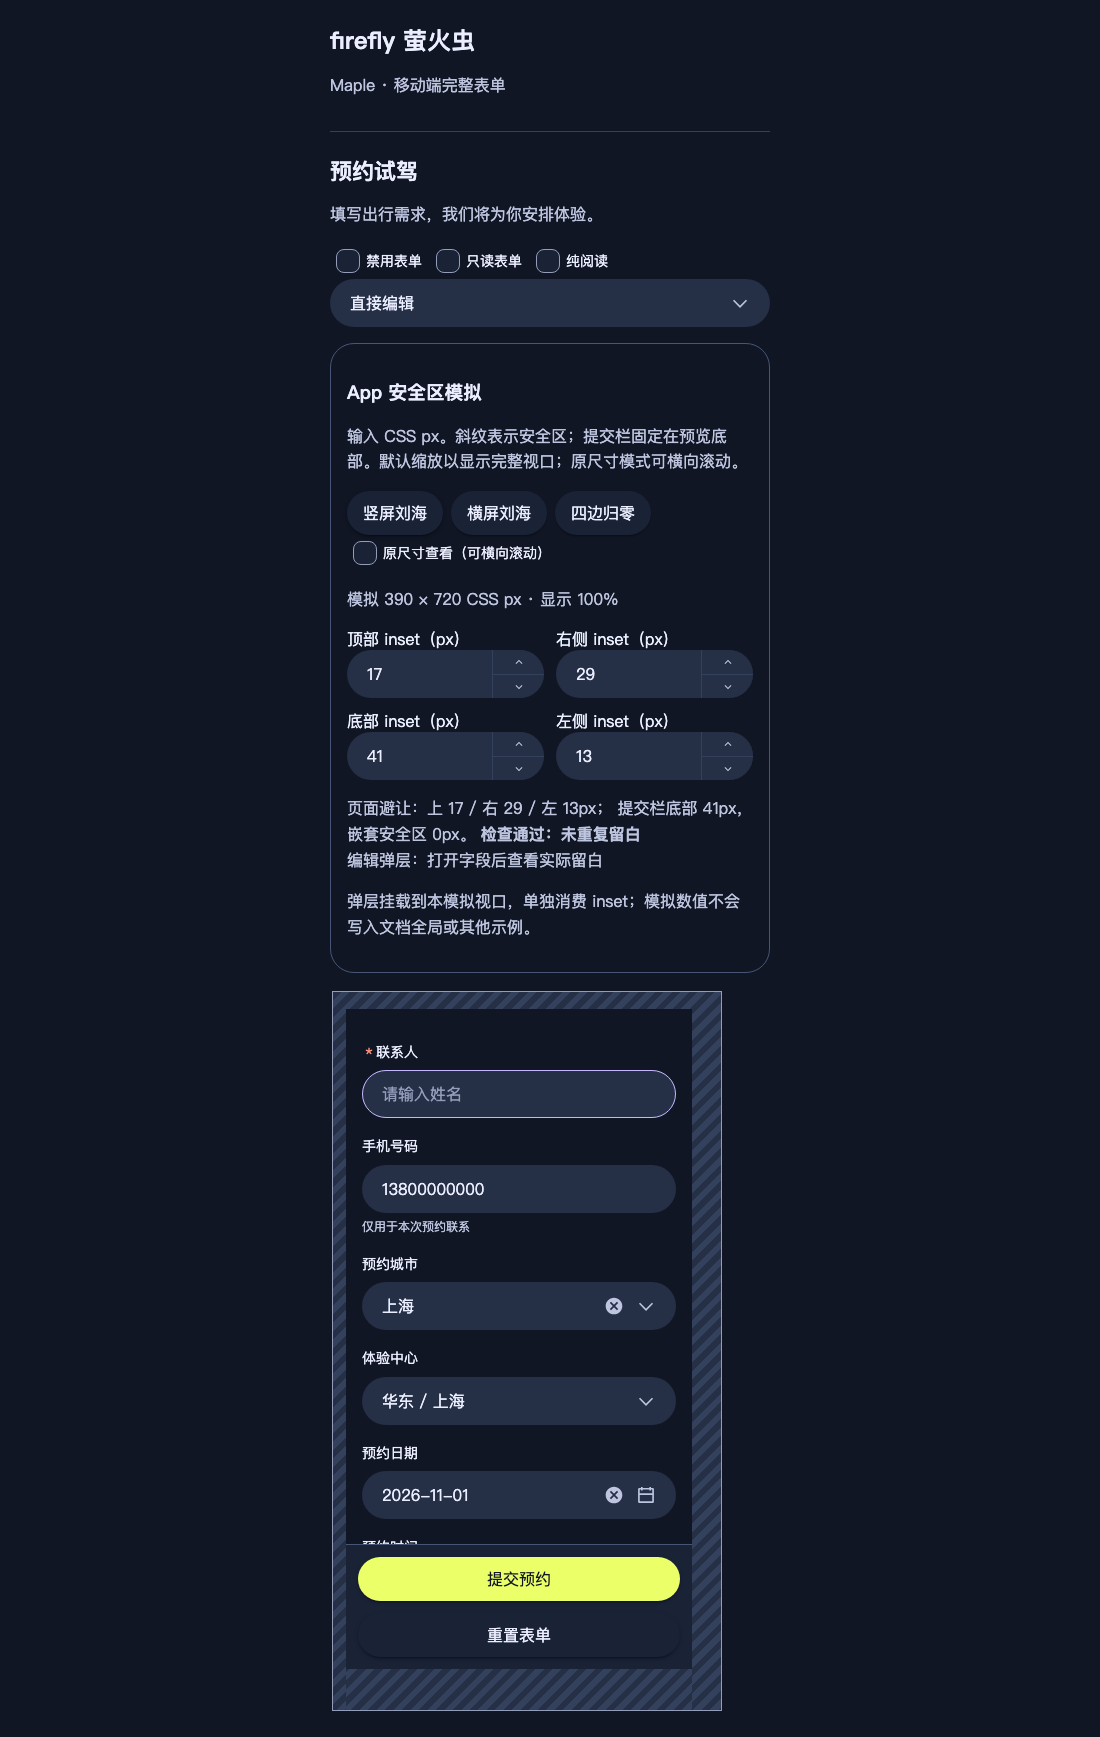 firefly 萤火虫
Maple · 移动端完整表单
预约试驾
填写出行需求，我们将为你安排体验。
禁用表单 只读表单 纯阅读
直接编辑
App 安全区模拟
输入 CSS px。斜纹表示安全区；提交栏固定在预览底
部。默认缩放以显示完整视口；原尺寸模式可横向滚动。
竖屏刘海 横屏刘海 四边归零
原尺寸查看（可横向滚动）
模拟 390 × 720 CSS px · 显示 100%
顶部 inset（px） 右侧 inset（px）
17 29
底部 inset（px） 左侧 inset（px）
41 13
页面避让：上 17 / 右 29 / 左 13px； 提交栏底部 41px，
嵌套安全区 0px。 检查通过：未重复留白
编辑弹层：打开字段后查看实际留白
弹层挂载到本模拟视口，单独消费 inset；模拟数值不会
写入文档全局或其他示例。
* 联系人
请输入姓名
手机号码
13800000000
仅用于本次预约联系
预约城市
上海
体验中心
华东 / 上海
预约日期
2026-11-01
预约时间
提交预约
重置表单